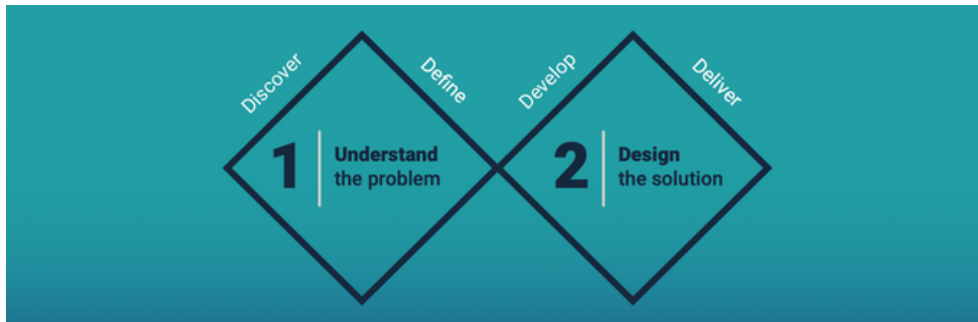 Discover
Define
Develop
Deliver
1
Understand
the problem
2
Design
the solution